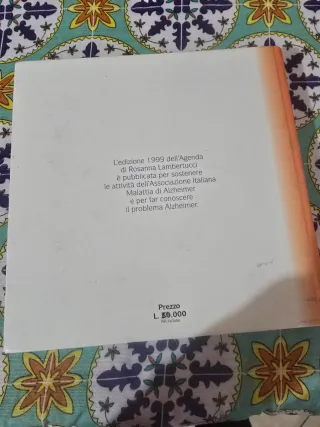 L'edizione 1999 dell'Agenda
di Rosanna Lambertucci
è pubblicata per sostenere
le attività dell'Associazione Italiana
Malattia di Alzheimer
e per far conoscere
il problema Alzheimer.
Prezzo